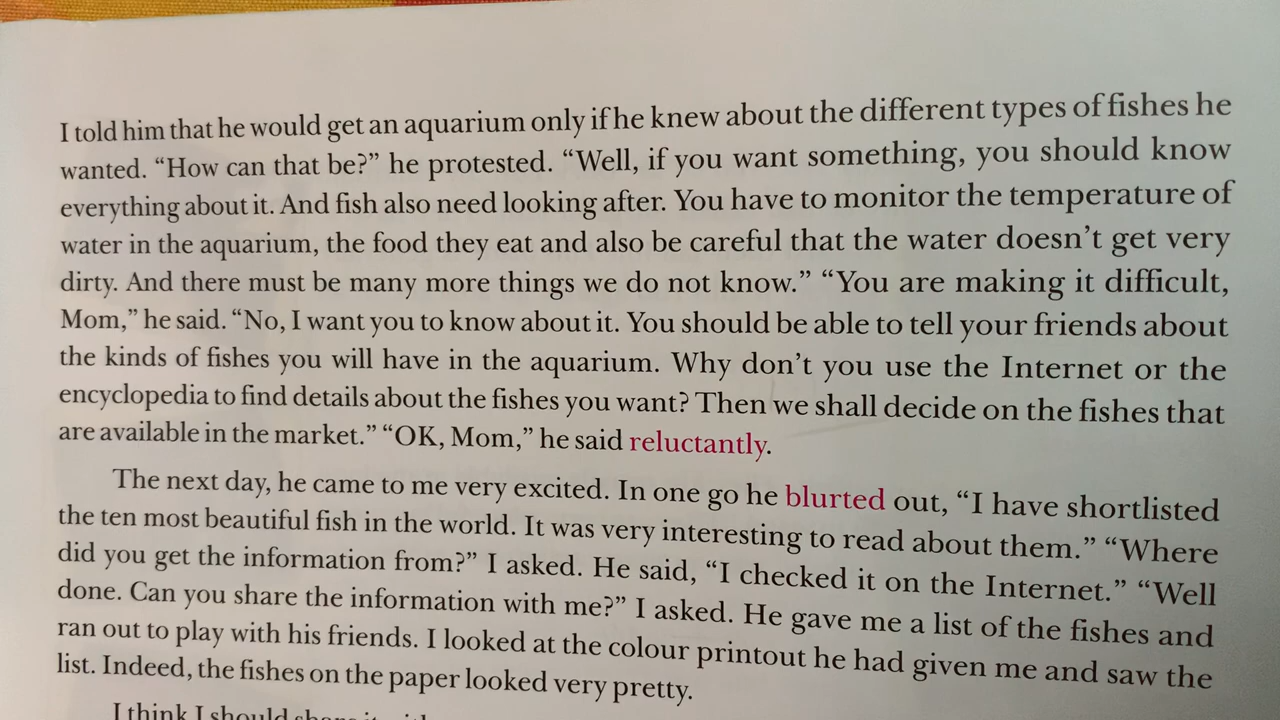 I told him that he would get an aquarium only if he knew about the different types of fishes he
wanted. “How can that be?” he protested. “Well, if you want something, you should know
everything about it. And fish also need looking after. You have to monitor the temperature of
water in the aquarium, the food they eat and also be careful that the water doesn’t get very
dirty. And there must be many more things we do not know.” “You are making it difficult,
Mom,” he said. “No, I want you to know about it. You should be able to tell your friends about
the kinds of fishes you will have in the aquarium. Why don’t you use the Internet or the
encyclopedia to find details about the fishes you want? Then we shall decide on the fishes that
are available in the market.” “OK, Mom,” he said reluctantly.
The next day, he came to me very excited. In one go he blurted out, “I have shortlisted
the ten most beautiful fish in the world. It was very interesting to read about them.” “Where
did you get the information from?” I asked. He said, “I checked it on the Internet.” “Well
done. Can you share the information with me?” I asked. He gave me a list of the fishes and
ran out to play with his friends. I looked at the colour printout he had given me and saw the
list. Indeed, the fishes on the paper looked very pretty.
I think I should share it